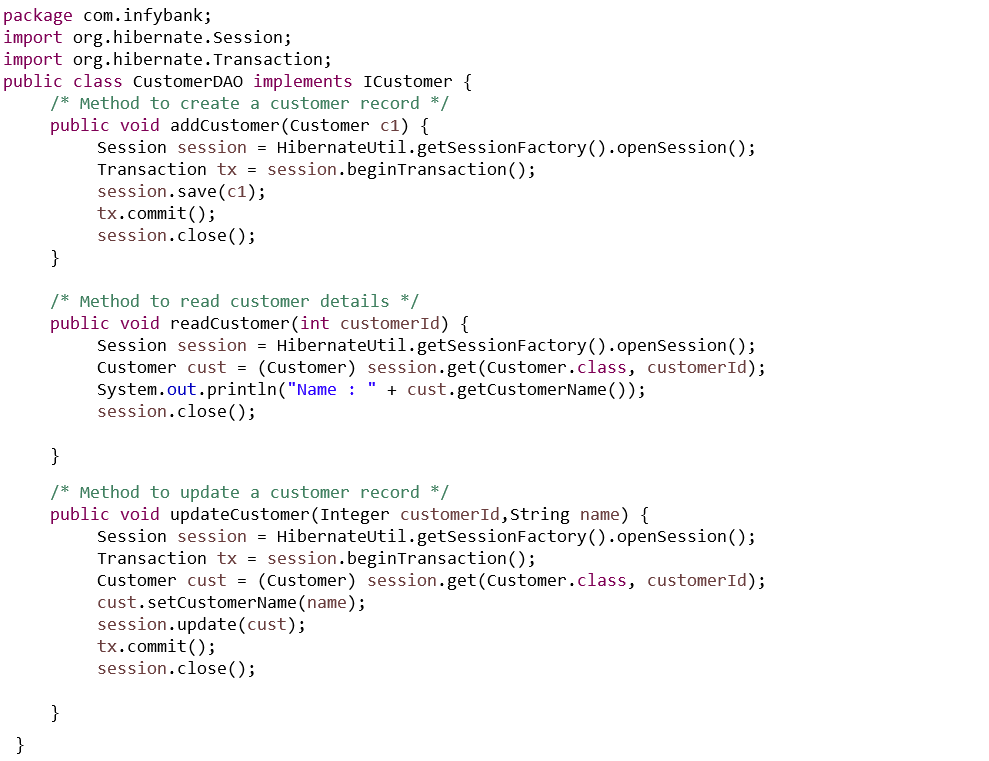 package com.infybank;
import org.hibernate.Session;
import org.hibernate.Transaction;
public class CustomerDAO implements ICustomer {
/* Method to create a customer record */
public void addCustomer(Customer c1) {
Session session = HibernateUtil.getSessionFactory().openSession();
Transaction tx = session.beginTransaction();
session.save(c1);
tx.commit();
session.close();
}
/* Method to read customer details */
public void readCustomer(int customerId) {
Session session = HibernateUtil.getSessionFactory().openSession();
Customer cust = (Customer) session.get(Customer.class, customerId);
System.out.println("Name : " + cust.getCustomerName());
session.close();
}
/* Method to update a customer record */
public void updateCustomer(Integer customerId,String name) {
Session session = HibernateUtil.getSessionFactory().openSession();
Transaction tx = session.beginTransaction();
Customer cust = (Customer) session.get(Customer.class, customerId);
cust.setCustomerName(name);
session.update(cust);
tx.commit();
session.close();
}
}